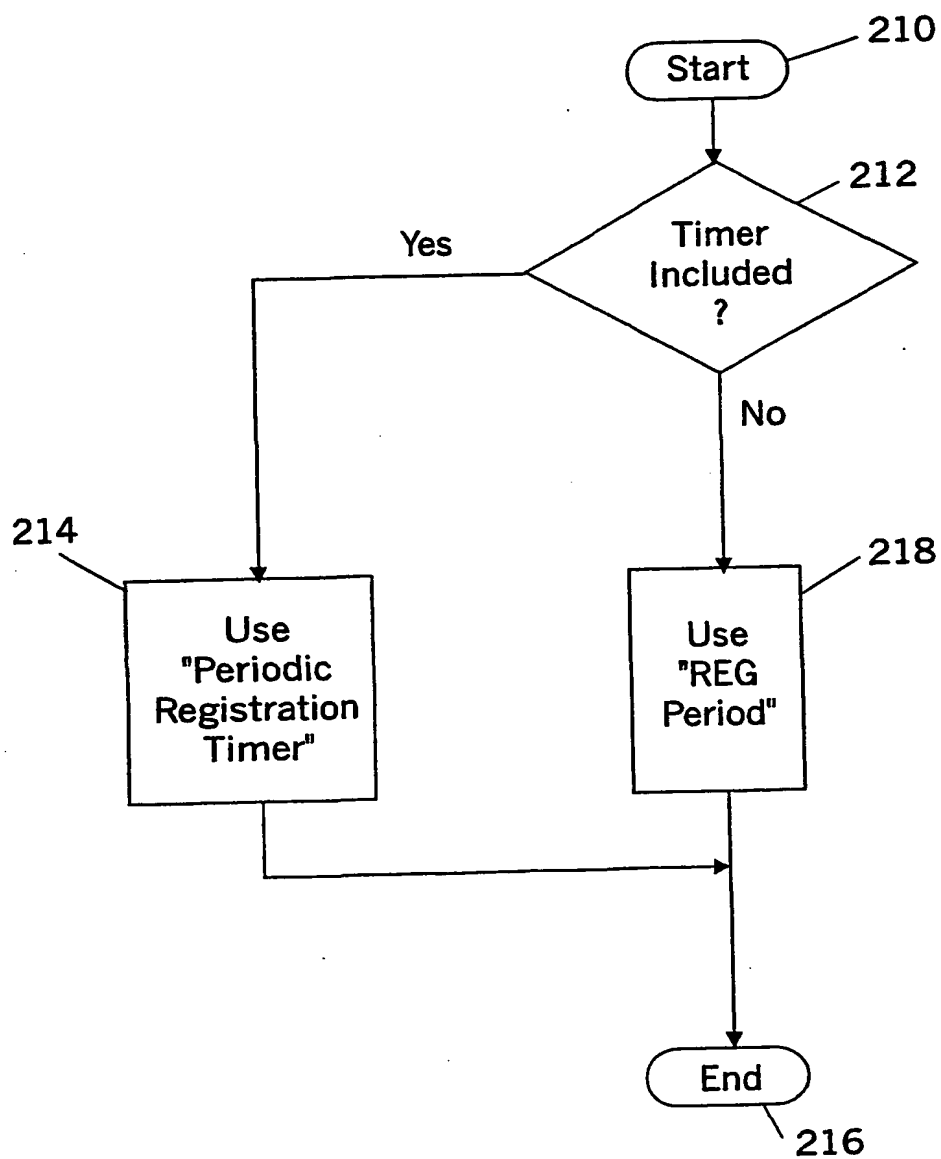 210
Start
212
Timer
Included
?
Yes
No
214
218
Use
"Periodic
Registration
Timer"
Use
"REG
Period"
End
216